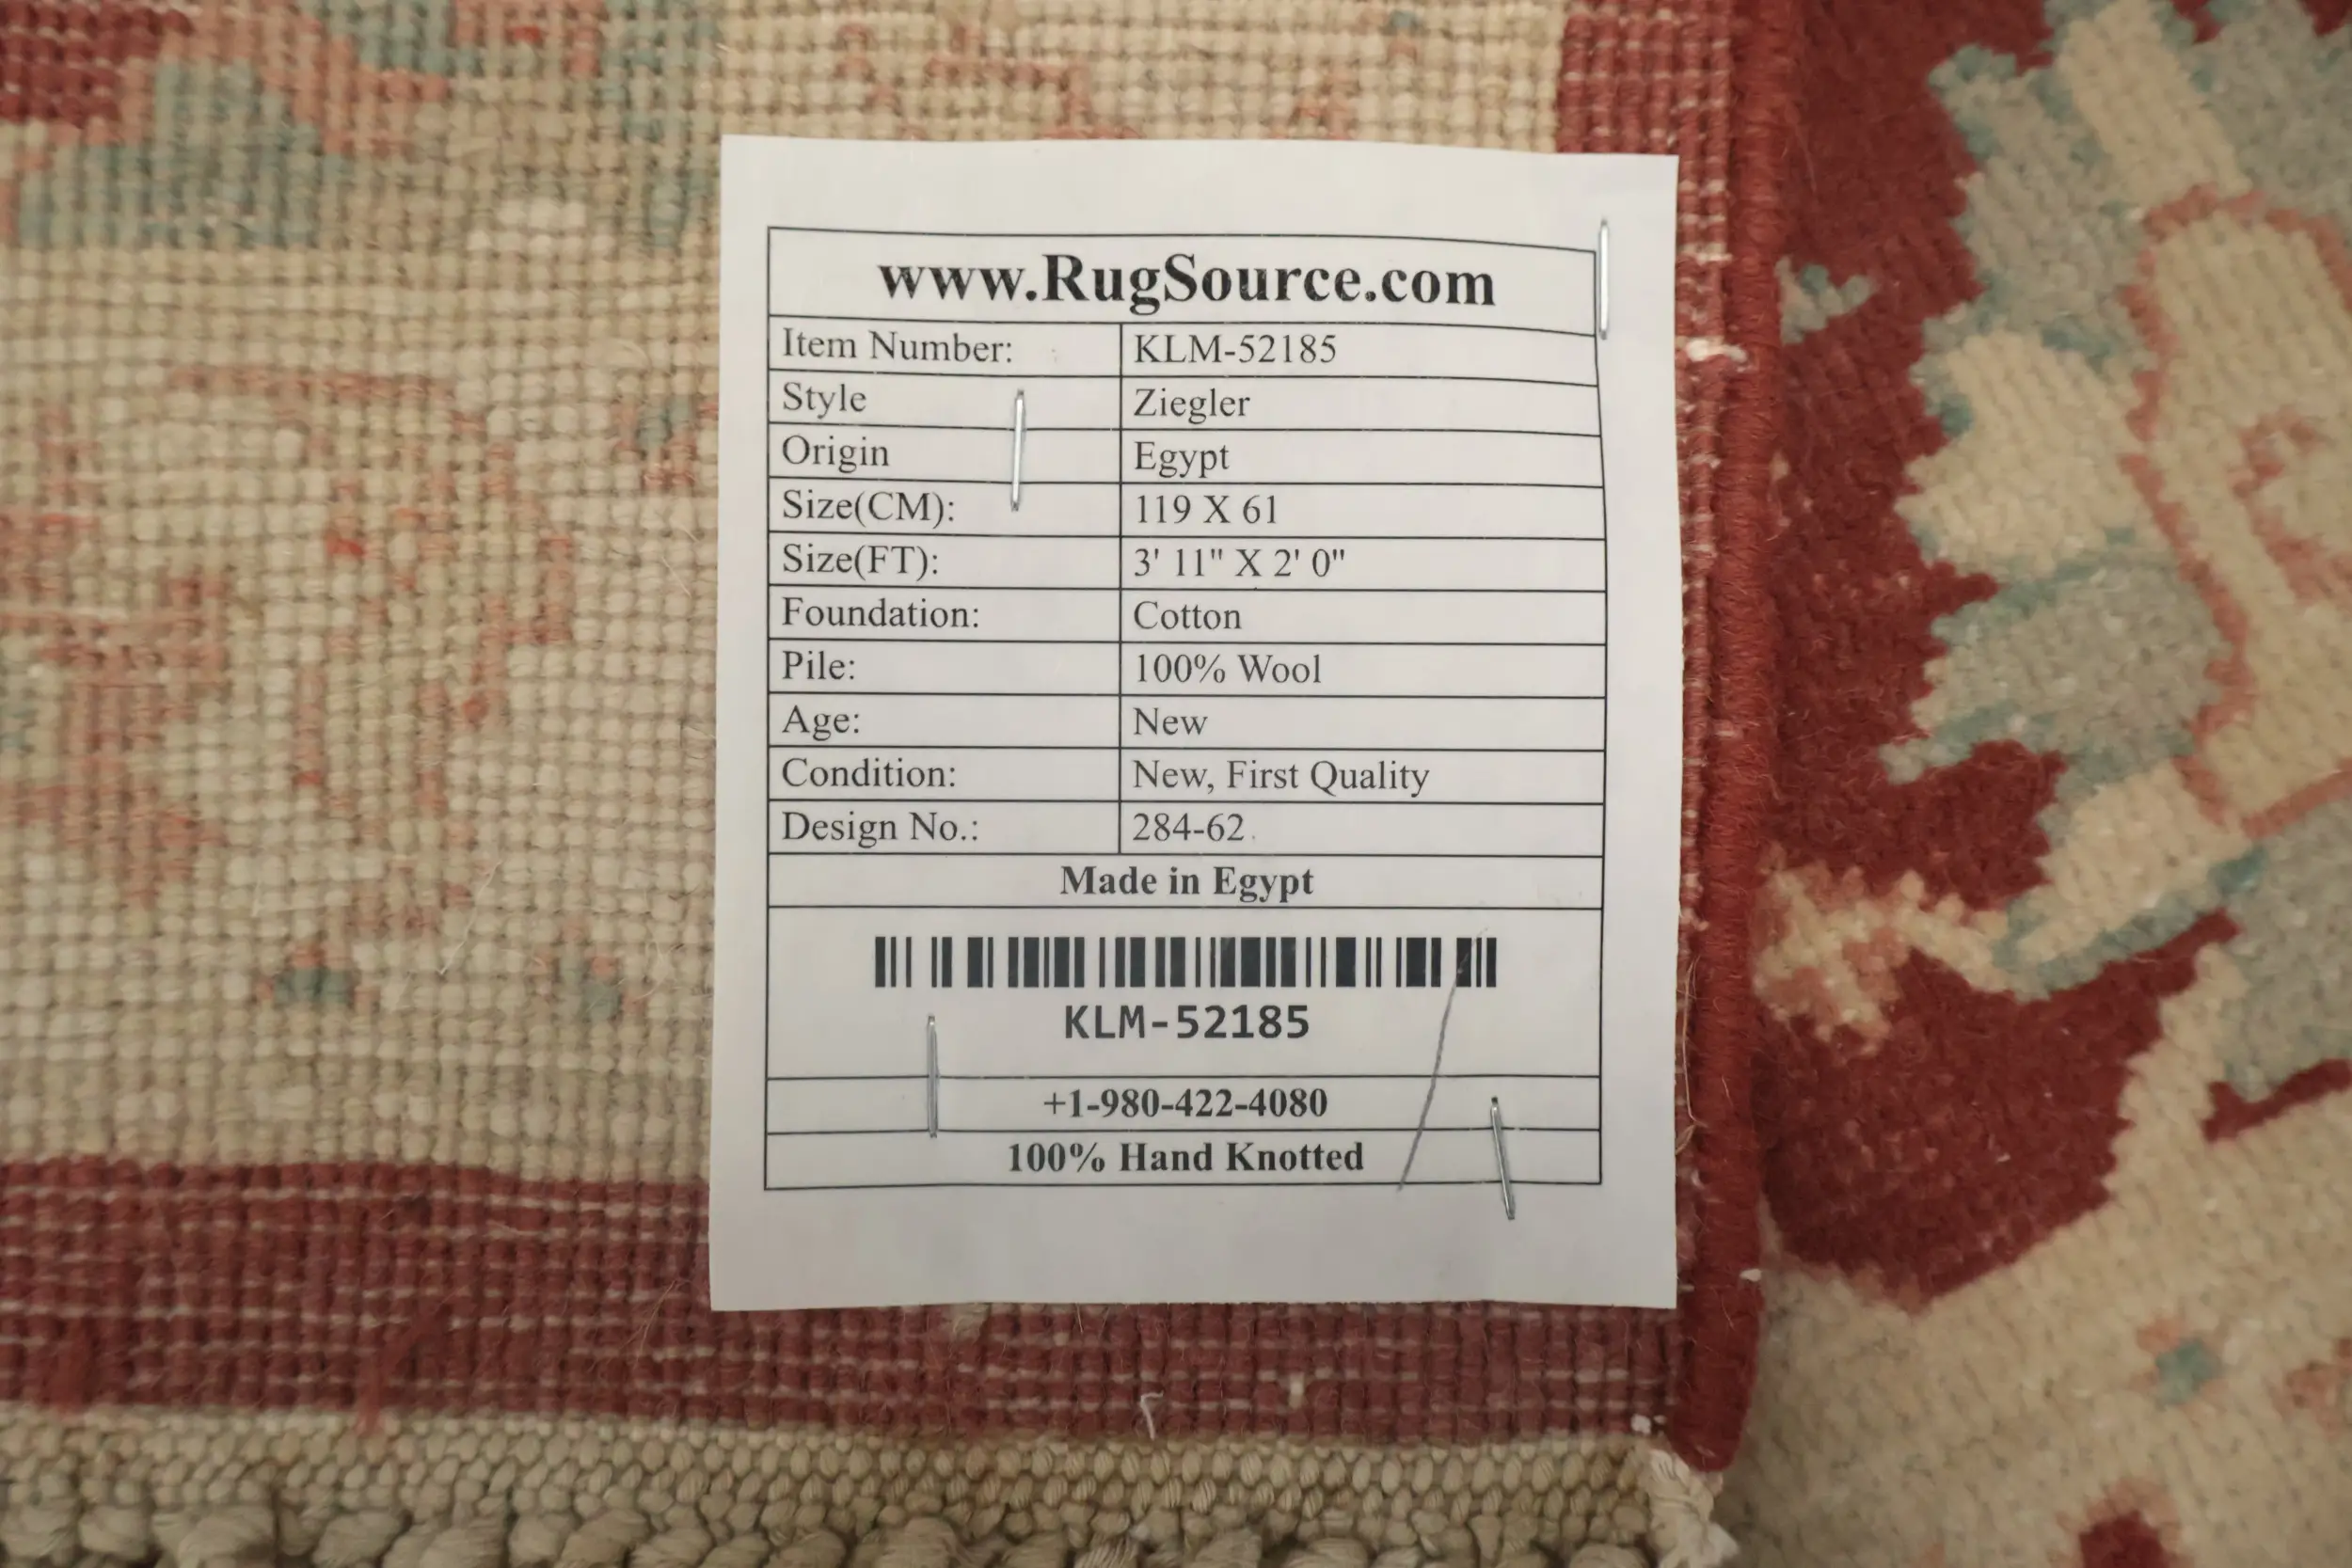 www.RugSource.com
Item Number: KLM-52185
Style Ziegler
Origin Egypt
Size(CM): 119 X 61
Size(FT): 3' 11" X 2' 0"
Foundation: Cotton
Pile: 100% Wool
Age: New
Condition: New, First Quality
Design No.: 284-62
Made in Egypt
KLM-52185
+1-980-422-4080
100% Hand Knotted